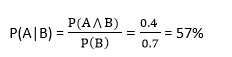 P(A|B) = P(A∧B) / P(B) = 0.4 / 0.7 = 57%